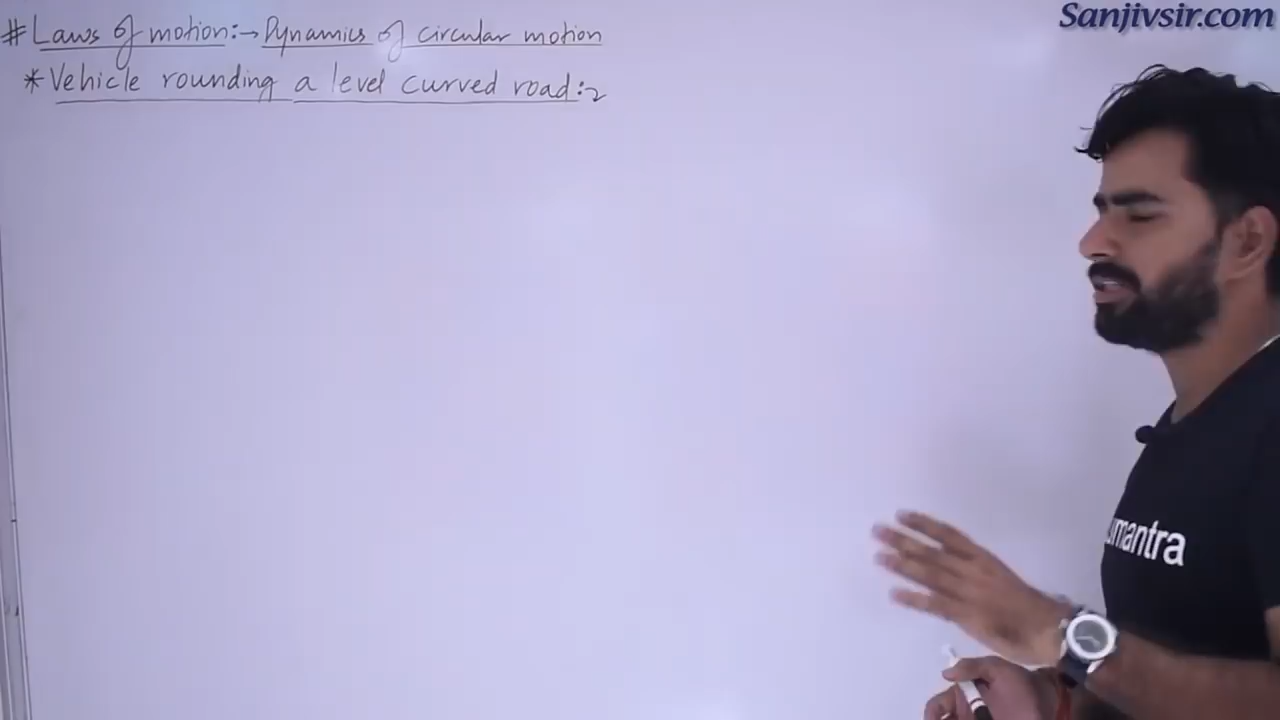 Sanjivsir.com
# Laws of motion:→ Dynamics of circular motion
* Vehicle rounding a level curved road:→
umantra